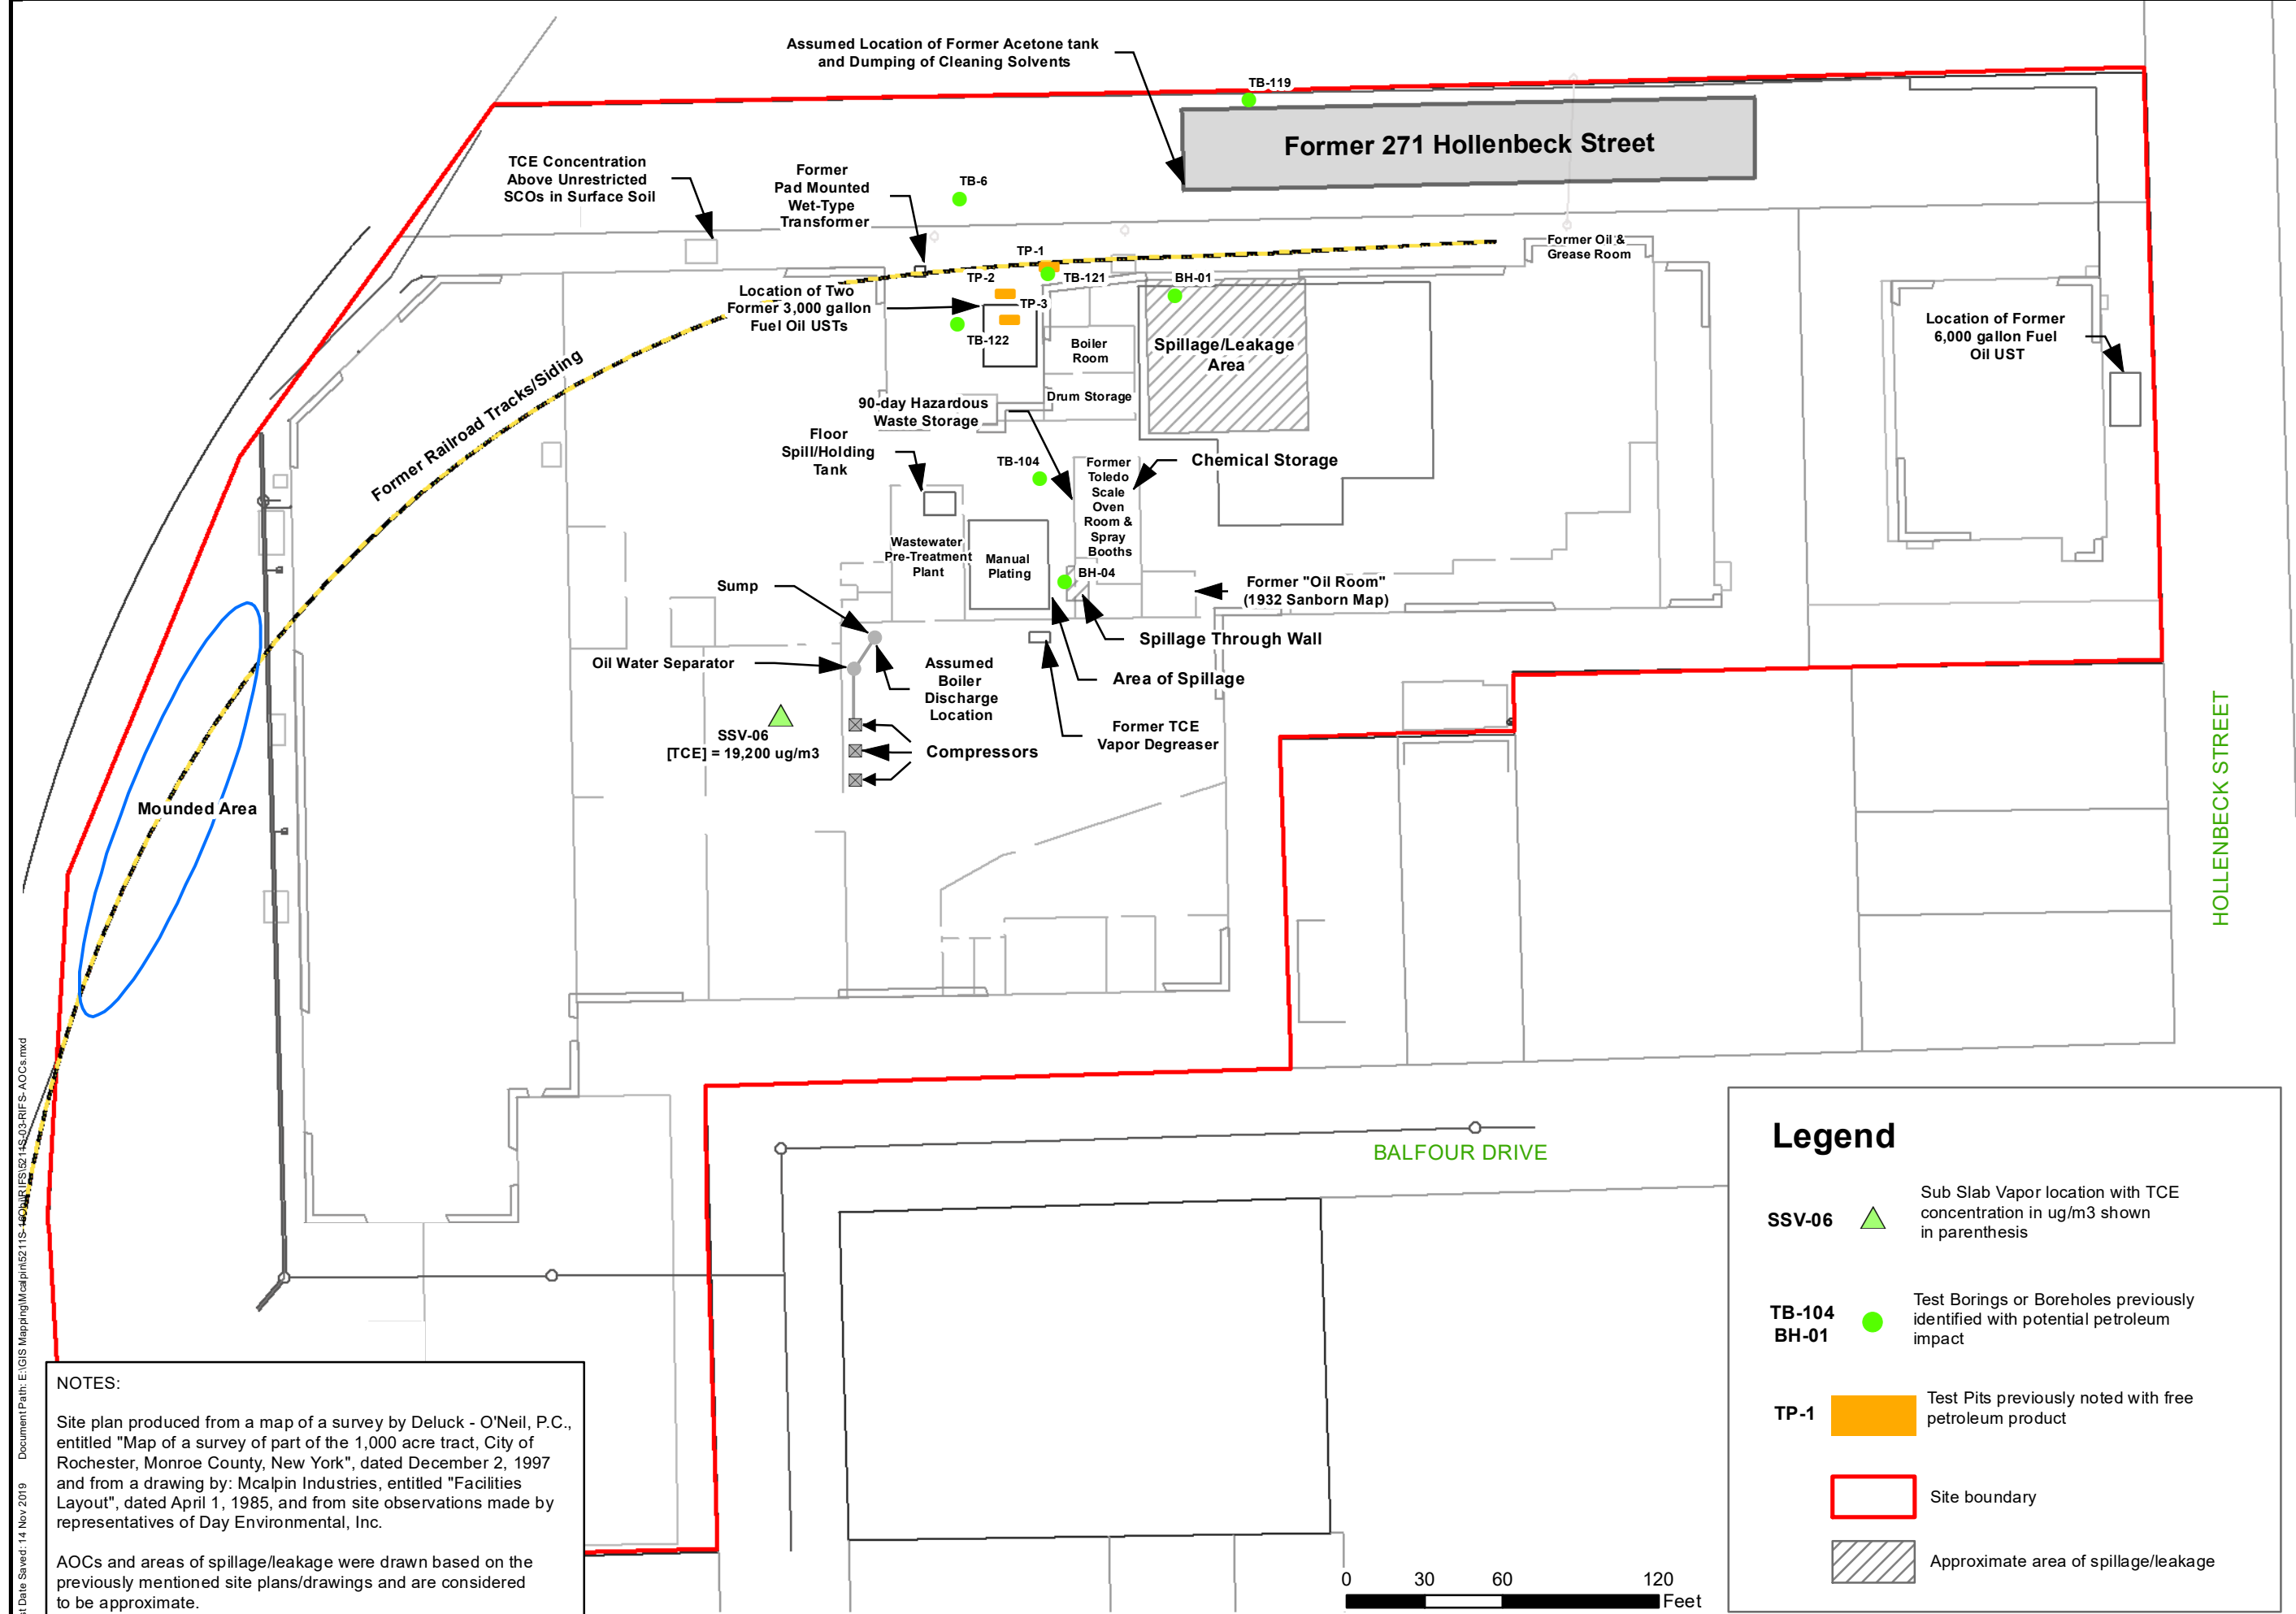 Assumed Location of Former Acetone tank
and Dumping of Cleaning Solvents
TB-119
Former 271 Hollenbeck Street
TCE Concentration
Above Unrestricted
SCOs in Surface Soil
Former
Pad Mounted
Wet-Type
Transformer
TB-6
TP-1
TP-2
TB-121
BH-01
Former Oil &
Grease Room
Location of Two
Former 3,000 gallon
Fuel Oil USTs
TP-3
TB-122
Boiler
Room
Spillage/Leakage
Area
Location of Former
6,000 gallon Fuel
Oil UST
Former Railroad Tracks/Siding
Drum Storage
90-day Hazardous
Waste Storage
Floor
Spill/Holding
Tank
TB-104
Former
Toledo
Scale
Oven
Room &
Spray
Booths
Chemical Storage
Wastewater
Pre-Treatment
Plant
Manual
Plating
BH-04
Sump
Former "Oil Room"
(1932 Sanborn Map)
Spillage Through Wall
Oil Water Separator
Assumed
Boiler
Discharge
Location
Area of Spillage
SSV-06
[TCE] = 19,200 ug/m3
Former TCE
Vapor Degreaser
Compressors
Mounded Area
HOLLENBECK STREET
BALFOUR DRIVE
Legend
SSV-06
Sub Slab Vapor location with TCE
concentration in ug/m3 shown
in parenthesis
TB-104
BH-01
Test Borings or Boreholes previously
identified with potential petroleum
impact
TP-1
Test Pits previously noted with free
petroleum product
Site boundary
Approximate area of spillage/leakage
0 30 60 120
Feet
NOTES:
Site plan produced from a map of a survey by Deluck - O'Neil, P.C.,
entitled "Map of a survey of part of the 1,000 acre tract, City of
Rochester, Monroe County, New York", dated December 2, 1997
and from a drawing by: Mcalpin Industries, entitled "Facilities
Layout", dated April 1, 1985, and from site observations made by
representatives of Day Environmental, Inc.
AOCs and areas of spillage/leakage were drawn based on the
previously mentioned site plans/drawings and are considered
to be approximate.
Date Saved: 14 Nov 2019 Document Path: E:\GIS Mapping\Mcalpin\5211S-